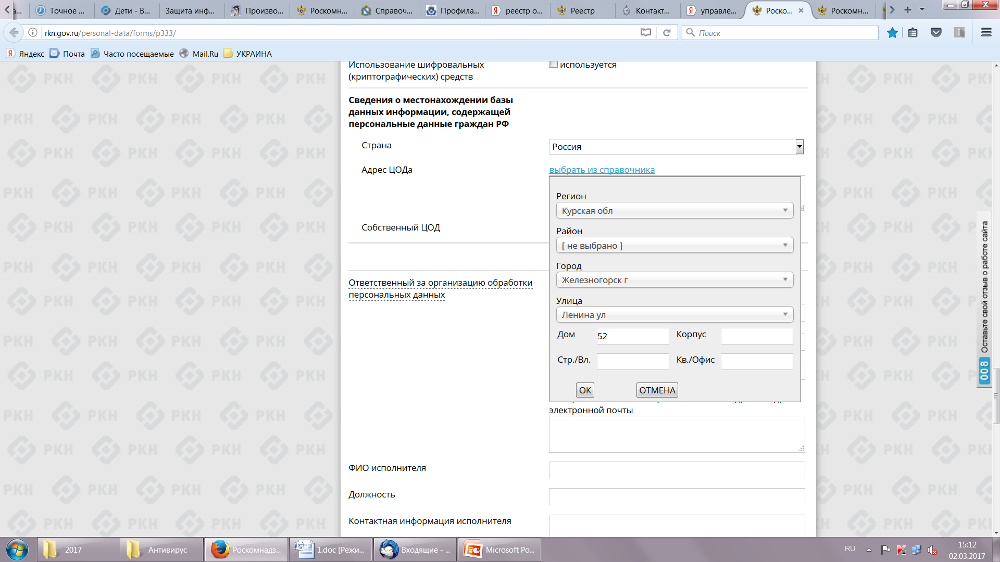 а...
Точное ...
Дети - В...
Защита инф...
Произво...
Роскомн...
Справоч...
Профила...
реестр о...
Реестр
Контакт...
управле...
Роско...
Роскомн...
rkn.gov.ru/personal-data/forms/p333/
Поиск
Яндекс
Почта
Часто посещаемые
Mail.Ru
УКРАИНА
Использование шифровальных
(криптографических) средств
используется
Сведения о местонахождении базы
данных информации, содержащей
персональные данные граждан РФ
Страна
Россия
Адрес ЦОДа
выбрать из справочника
Регион
Курская обл
Район
[ не выбрано ]
Собственный ЦОД
Город
Железногорск г
Ответственный за организацию обработки
персональных данных
Улица
Ленина ул
Дом
52
Корпус
Стр./Вл.
Кв./Офис
ОК
ОТМЕНА
электронной почты
ФИО исполнителя
Должность
Контактная информация исполнителя
Оставьте свой отзыв о работе сайта
РКН
2017
Антивирус
Роскомнадз...
1.doc [Режи...
Входящие - ...
Microsoft Po...
RU
15:12
02.03.2017